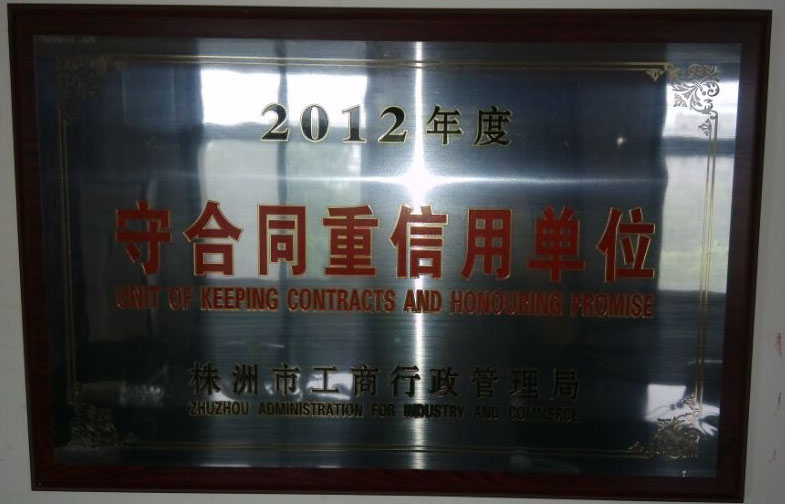 2012年度
守合同重信用单位
UNIT OF KEEPING CONTRACTS AND HONOURING PROMISE
株洲市工商行政管理局
ZHUZHOU ADMINISTRATION FOR INDUSTRY AND COMMERCE